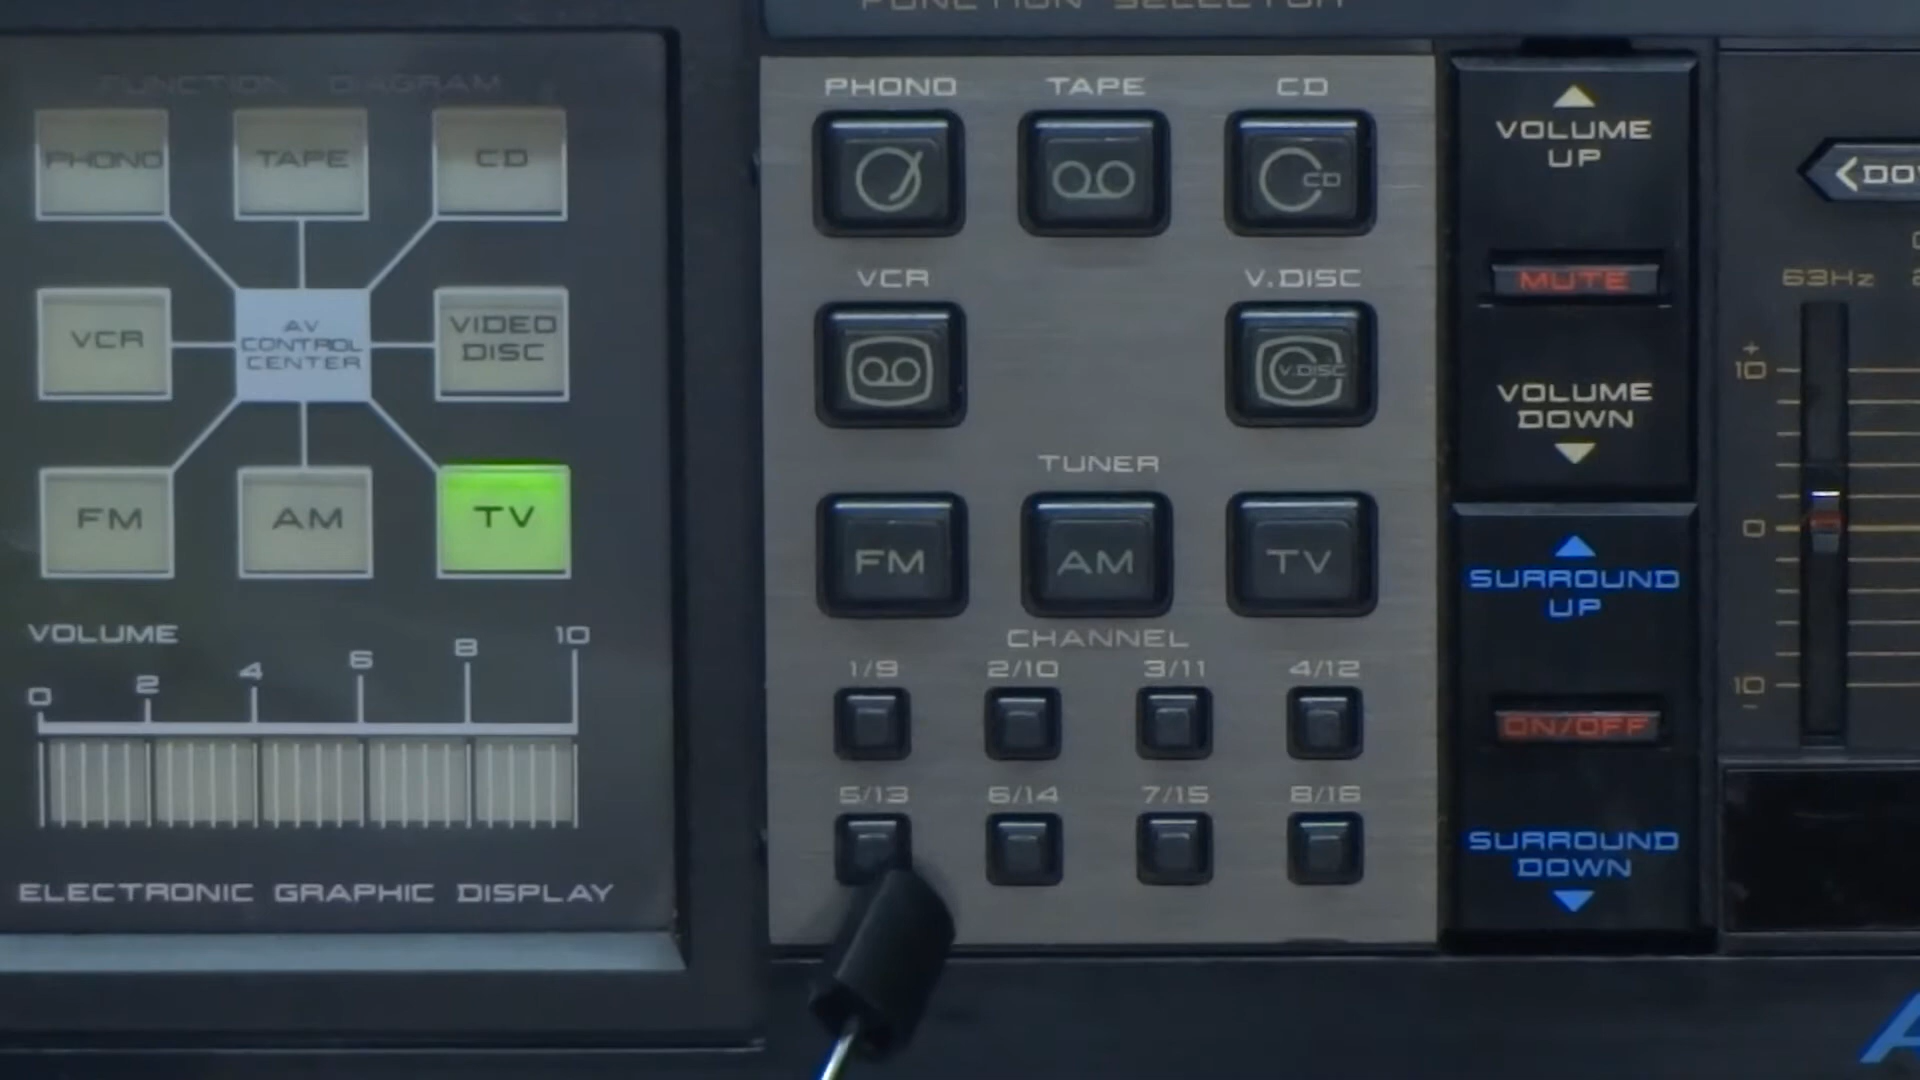 FUNCTION SELECTOR
FUNCTION DIAGRAM
PHONO
TAPE
CD
VCR
AV
CONTROL
CENTER
VIDEO
DISC
FM
AM
TV
VOLUME
0
2
4
6
8
10
ELECTRONIC GRAPHIC DISPLAY
PHONO
TAPE
CD
CD
VCR
V.DISC
V.DISC
TUNER
FM
AM
TV
CHANNEL
1/9
2/10
3/11
4/12
5/13
6/14
7/15
8/16
VOLUME
UP
MUTE
VOLUME
DOWN
SURROUND
UP
ON/OFF
SURROUND
DOWN
63Hz
+
10
0
10
-